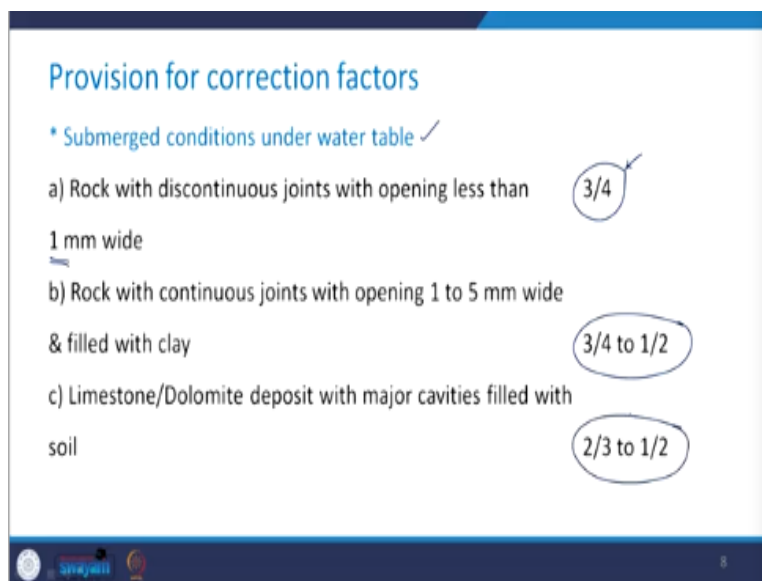 Provision for correction factors
* Submerged conditions under water table
a) Rock with discontinuous joints with opening less than 3/4
1 mm wide
b) Rock with continuous joints with opening 1 to 5 mm wide
& filled with clay 3/4 to 1/2
c) Limestone/Dolomite deposit with major cavities filled with
soil 2/3 to 1/2
swayam 8